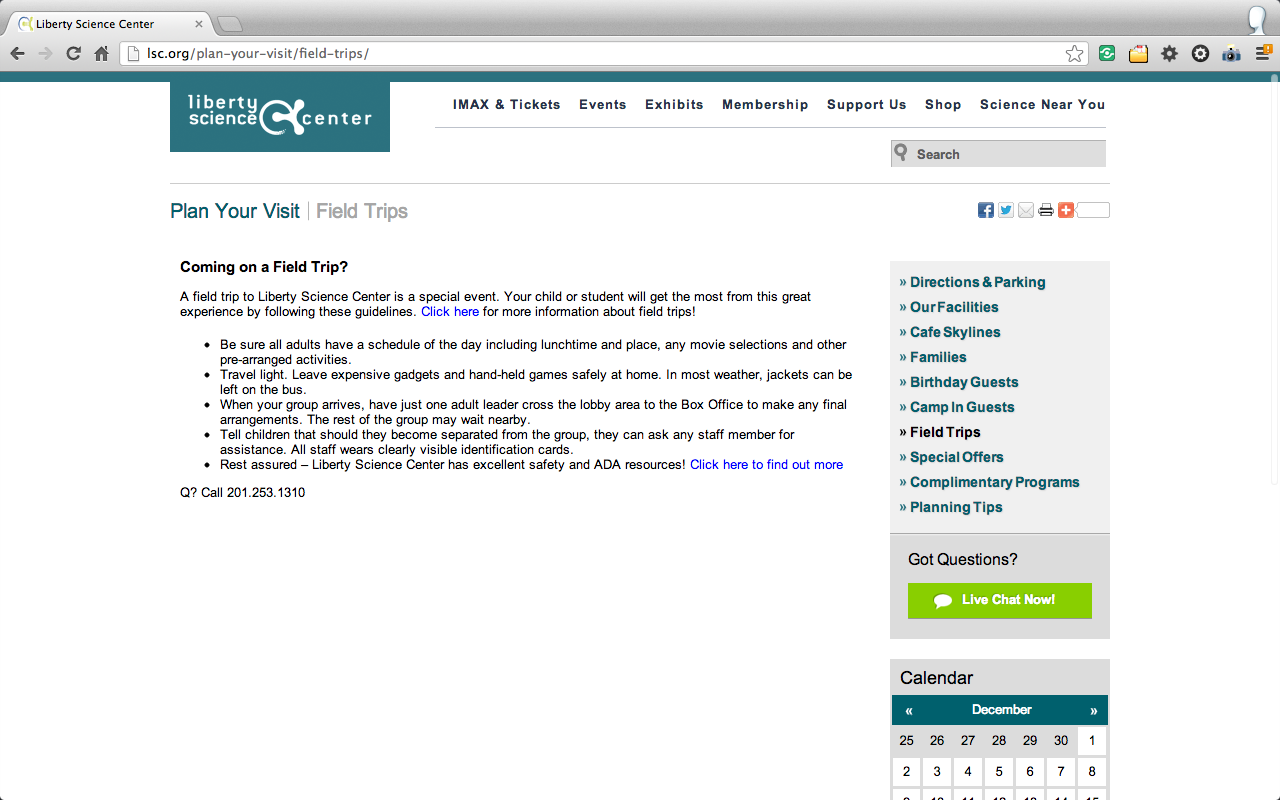 Liberty Science Center
lsc.org/plan-your-visit/field-trips/
liberty
science center
IMAX & Tickets Events Exhibits Membership Support Us Shop Science Near You
Search
Plan Your Visit | Field Trips
Coming on a Field Trip?
A field trip to Liberty Science Center is a special event. Your child or student will get the most from this great
experience by following these guidelines. Click here for more information about field trips!
• Be sure all adults have a schedule of the day including lunchtime and place, any movie selections and other
pre-arranged activities.
• Travel light. Leave expensive gadgets and hand-held games safely at home. In most weather, jackets can be
left on the bus.
• When your group arrives, have just one adult leader cross the lobby area to the Box Office to make any final
arrangements. The rest of the group may wait nearby.
• Tell children that should they become separated from the group, they can ask any staff member for
assistance. All staff wears clearly visible identification cards.
• Rest assured – Liberty Science Center has excellent safety and ADA resources! Click here to find out more
Q? Call 201.253.1310
» Directions & Parking
» Our Facilities
» Cafe Skylines
» Families
» Birthday Guests
» Camp In Guests
» Field Trips
» Special Offers
» Complimentary Programs
» Planning Tips
Got Questions?
Live Chat Now!
Calendar
« December »
25 26 27 28 29 30 1
2 3 4 5 6 7 8